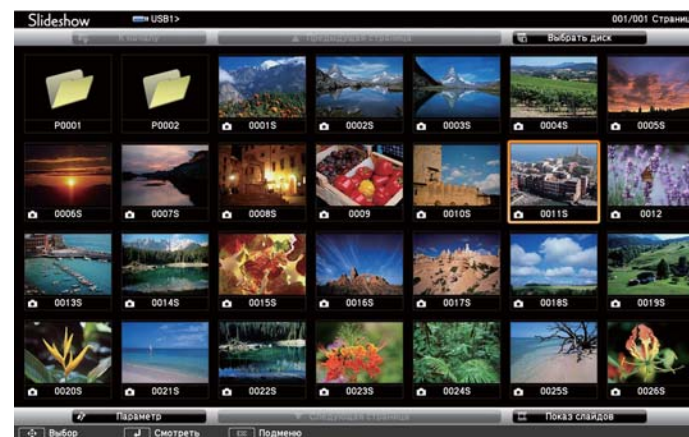 Slideshow USB1> 001/001 Страниц
К началу Предыдущая страница Выбрать диск
P0001 P0002 0001S 0002S 0003S 0004S 0005S
0006S 0007S 0008S 0009 0010S 0011S 0012
0013S 0014S 0015S 0016S 0017S 0018S 0019S
0020S 0021S 0022S 0023S 0024S 0025S 0026S
Параметр Следующая страница Показ слайдов
Выбор Смотреть Esc Подменю